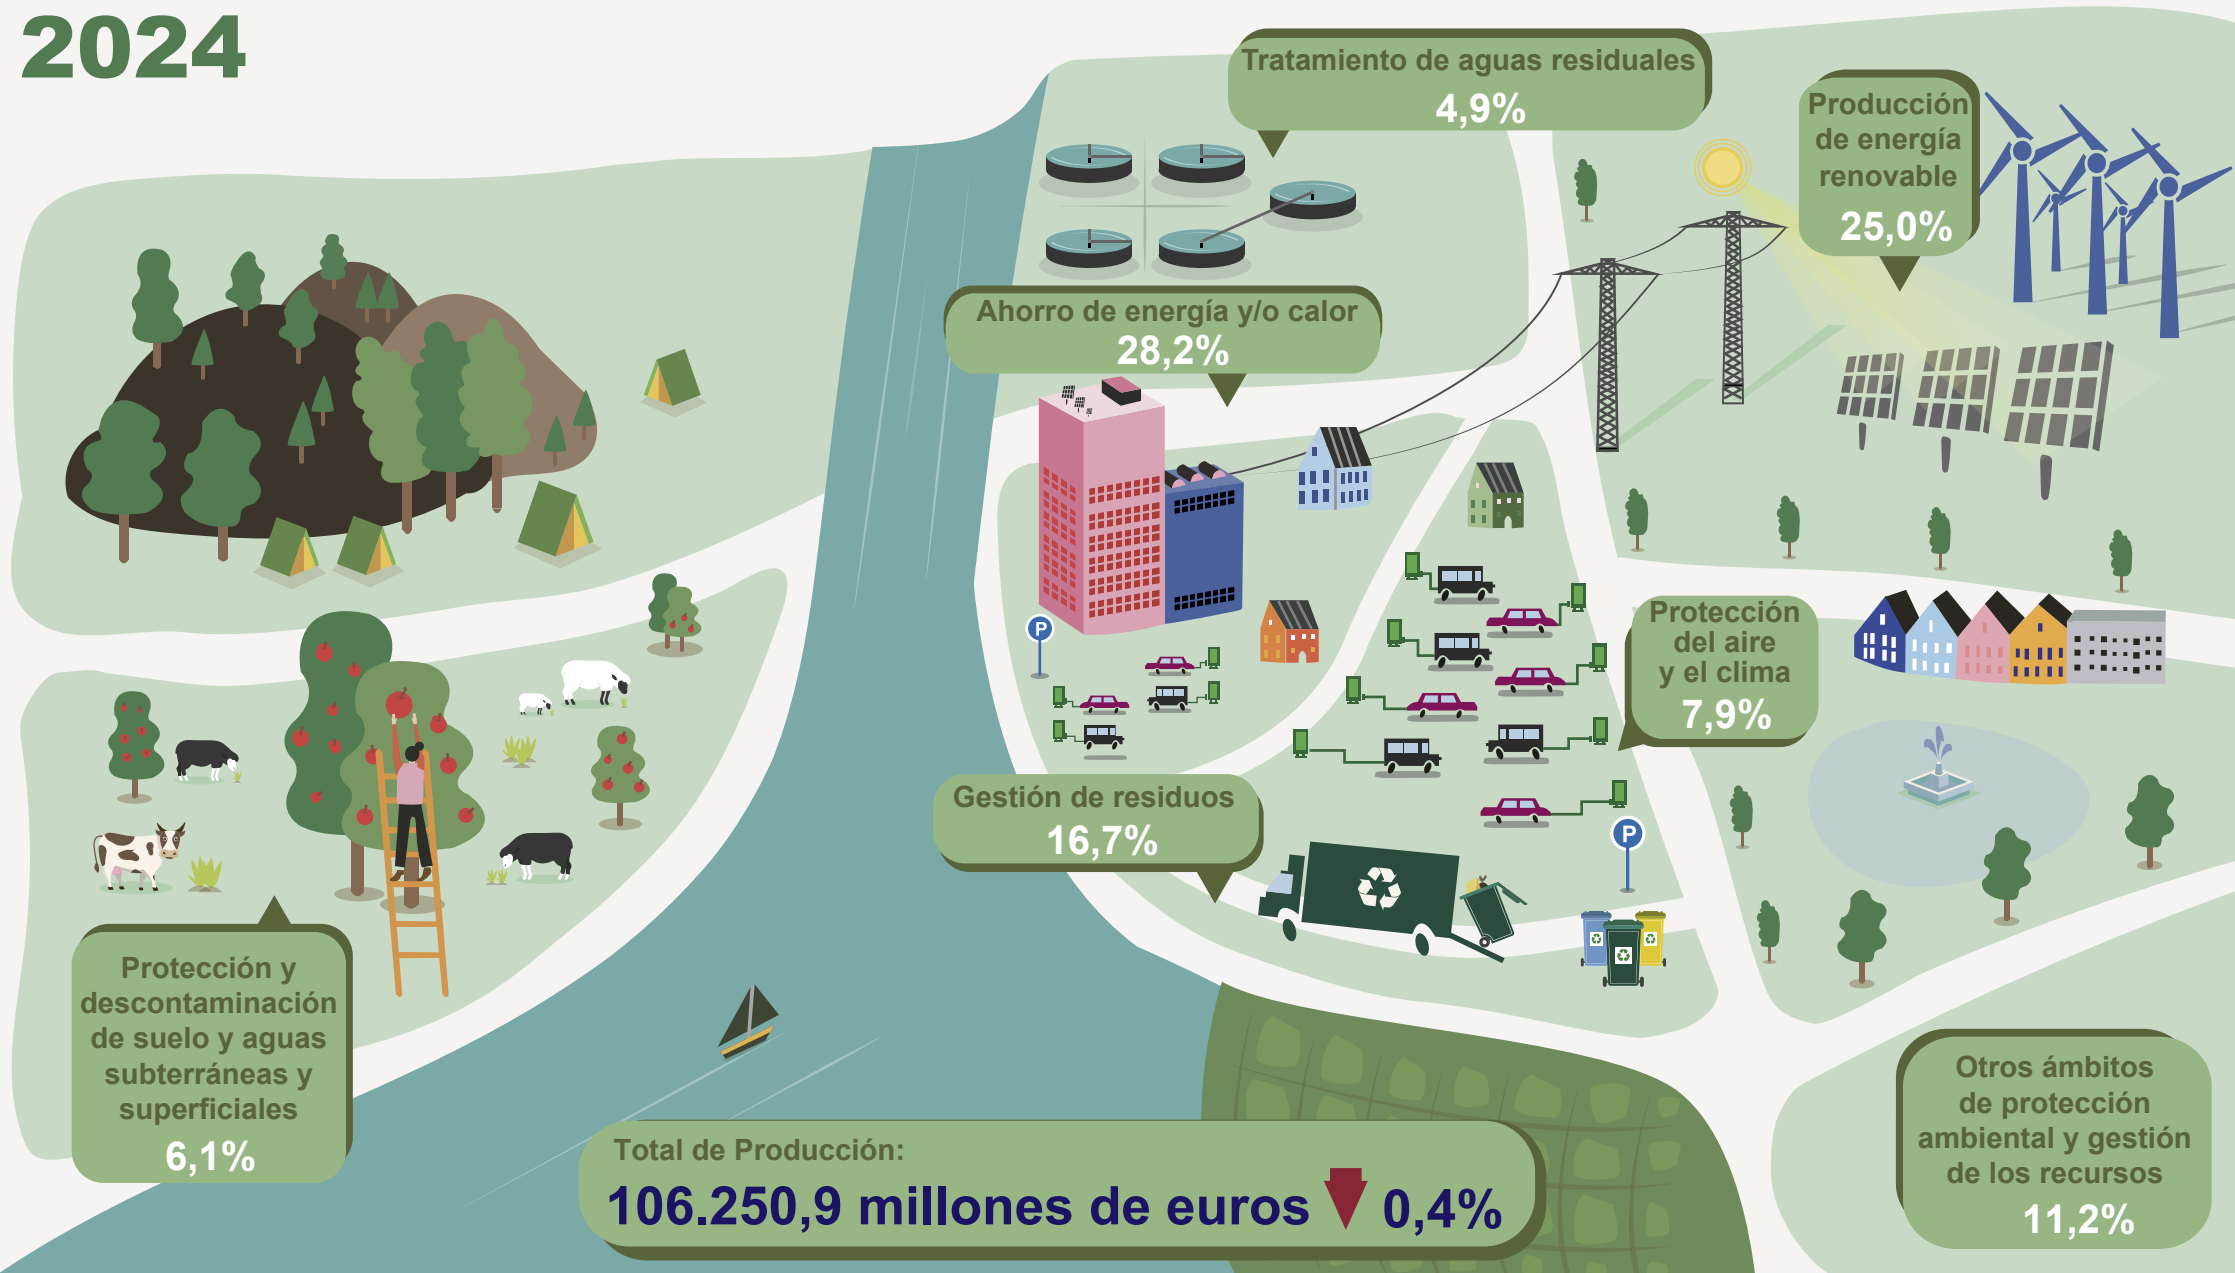 2024
Tratamiento de aguas residuales
4,9%
Producción
de energía
renovable
25,0%
Ahorro de energía y/o calor
28,2%
P
Protección
del aire
y el clima
7,9%
Gestión de residuos
16,7%
P
Protección y
descontaminación
de suelo y aguas
subterráneas y
superficiales
6,1%
Otros ámbitos
de protección
ambiental y gestión
de los recursos
11,2%
Total de Producción:
106.250,9 millones de euros 0,4%